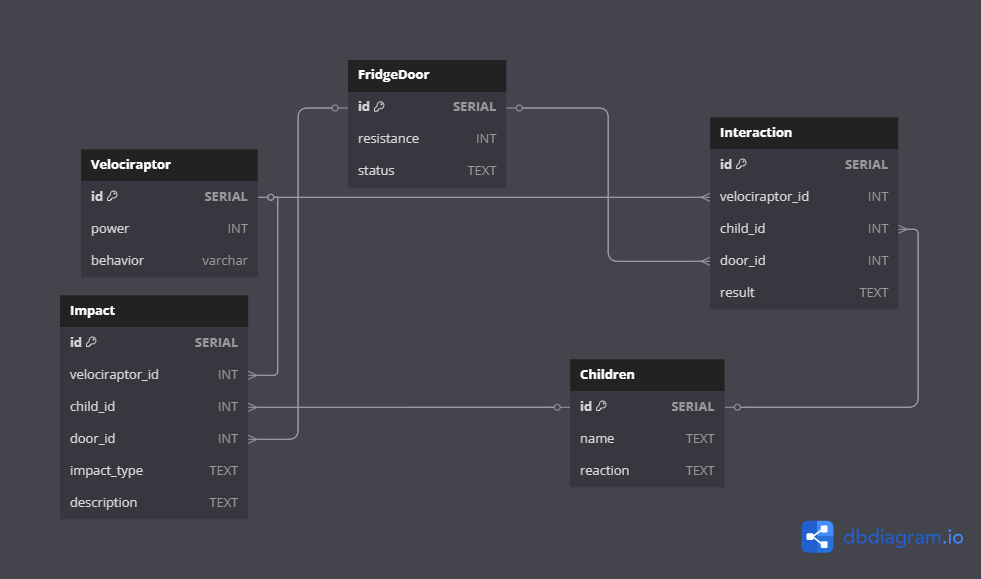 FridgeDoor
id SERIAL
resistance INT
status TEXT
Velociraptor
id SERIAL
power INT
behavior varchar
Interaction
id SERIAL
velociraptor_id INT
child_id INT
door_id INT
result TEXT
Impact
id SERIAL
velociraptor_id INT
child_id INT
door_id INT
impact_type TEXT
description TEXT
Children
id SERIAL
name TEXT
reaction TEXT
dbdiagram.io